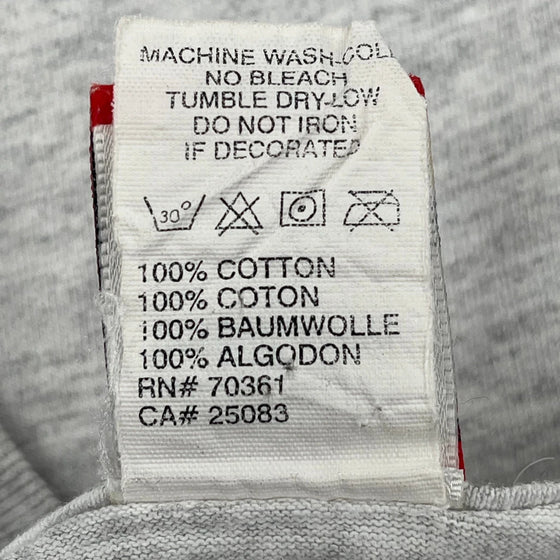 MACHINE WASH-COLD
NO BLEACH
TUMBLE DRY-LOW
DO NOT IRON
IF DECORATED
30°
100% COTTON
100% COTON
100% BAUMWOLLE
100% ALGODON
RN# 70361
CA# 25083